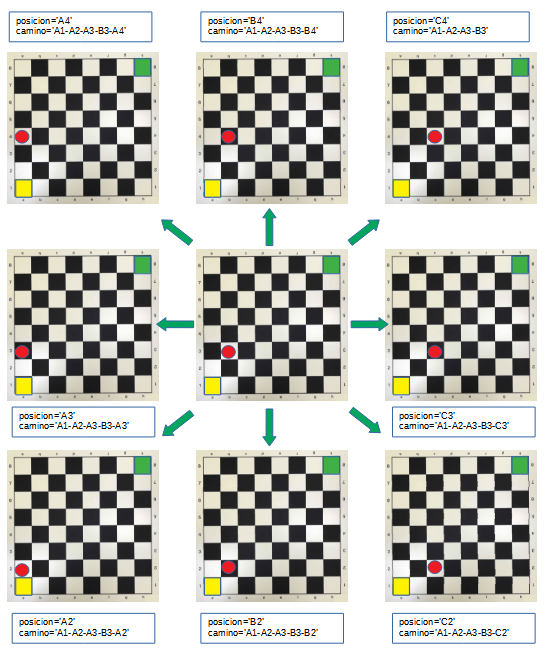 posicion='A4'
camino='A1-A2-A3-B3-A4'
posicion='B4'
camino='A1-A2-A3-B3-B4'
posicion='C4'
camino='A1-A2-A3-B3'
posicion='A3'
camino='A1-A2-A3-B3-A3'
posicion='C3'
camino='A1-A2-A3-B3-C3'
posicion='A2'
camino='A1-A2-A3-B3-A2'
posicion='B2'
camino='A1-A2-A3-B3-B2'
posicion='C2'
camino='A1-A2-A3-B3-C2'